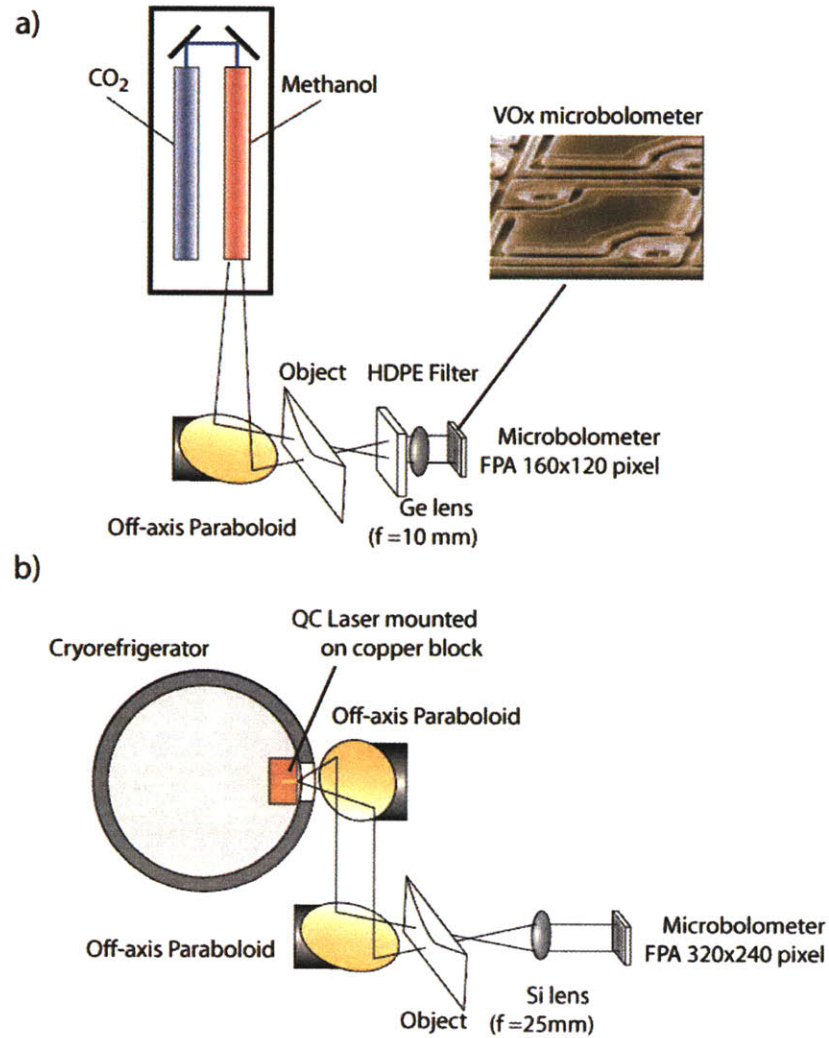 a)
CO2
Methanol
VOx microbolometer
Object
HDPE Filter
Microbolometer
FPA 160x120 pixel
Ge lens
(f =10 mm)
Off-axis Paraboloid
b)
QC Laser mounted
on copper block
Cryorefrigerator
Off-axis Paraboloid
Off-axis Paraboloid
Microbolometer
FPA 320x240 pixel
Si lens
(f =25mm)
Object